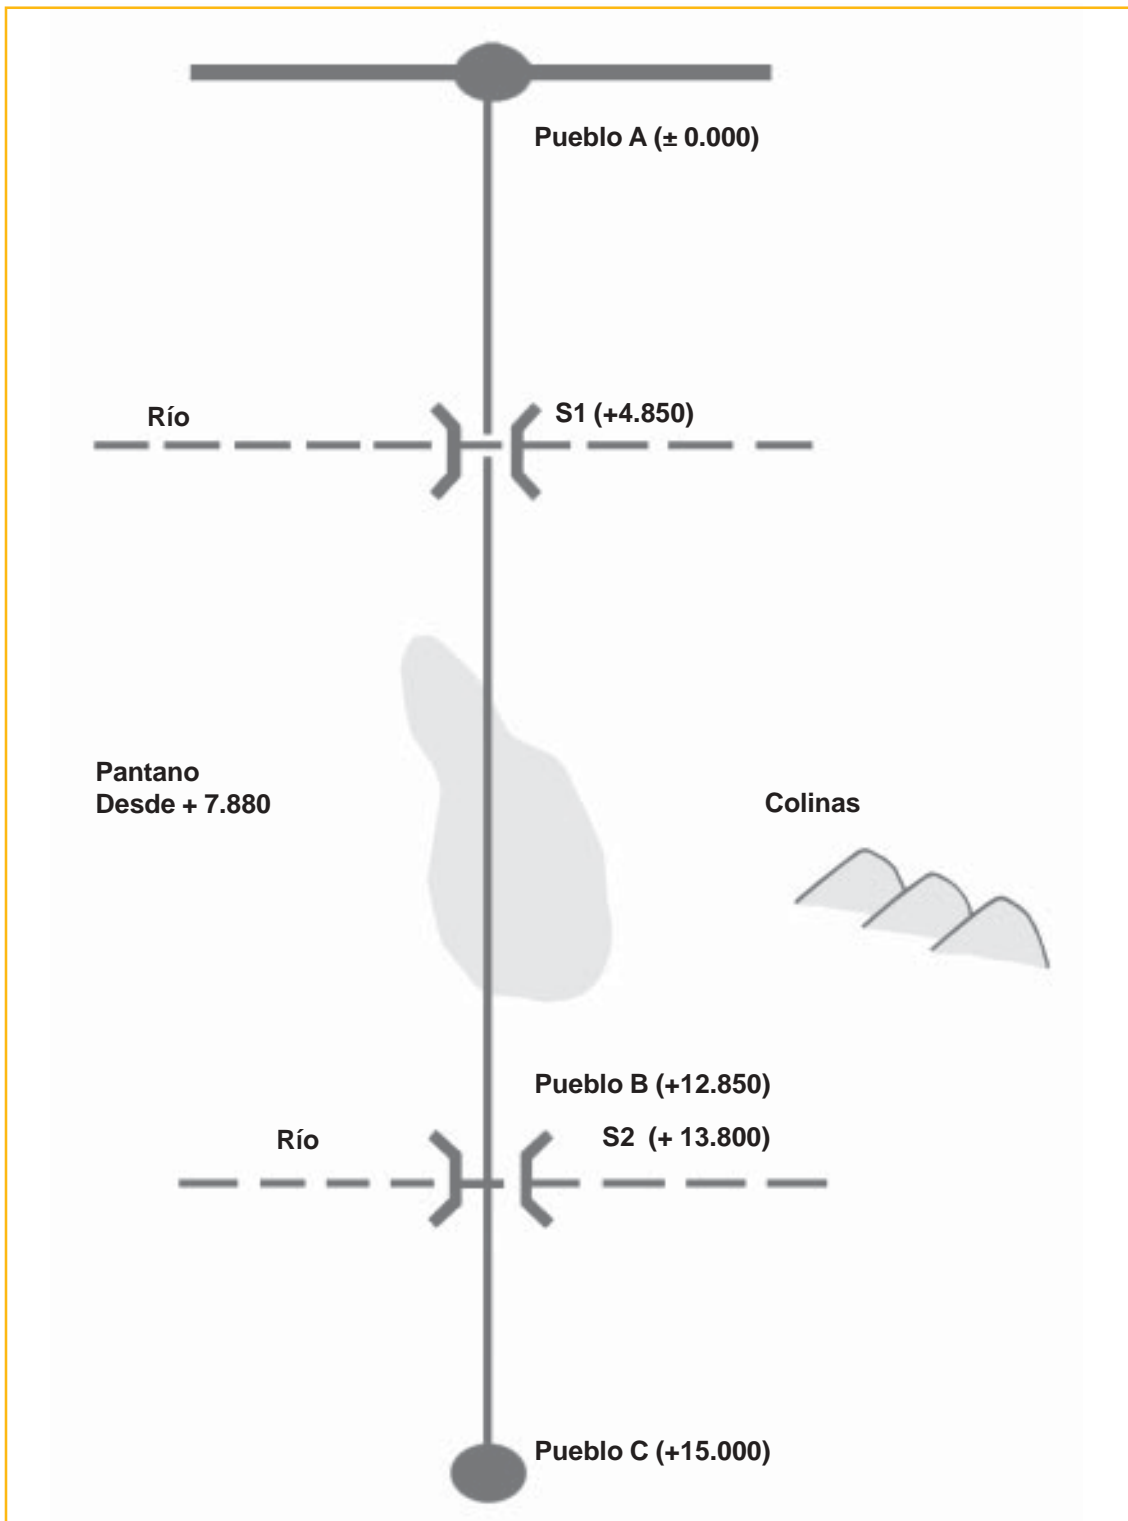 Pueblo A (± 0.000)
Río
S1 (+4.850)
Pantano
Desde + 7.880
Colinas
Pueblo B (+12.850)
Río
S2 (+ 13.800)
Pueblo C (+15.000)